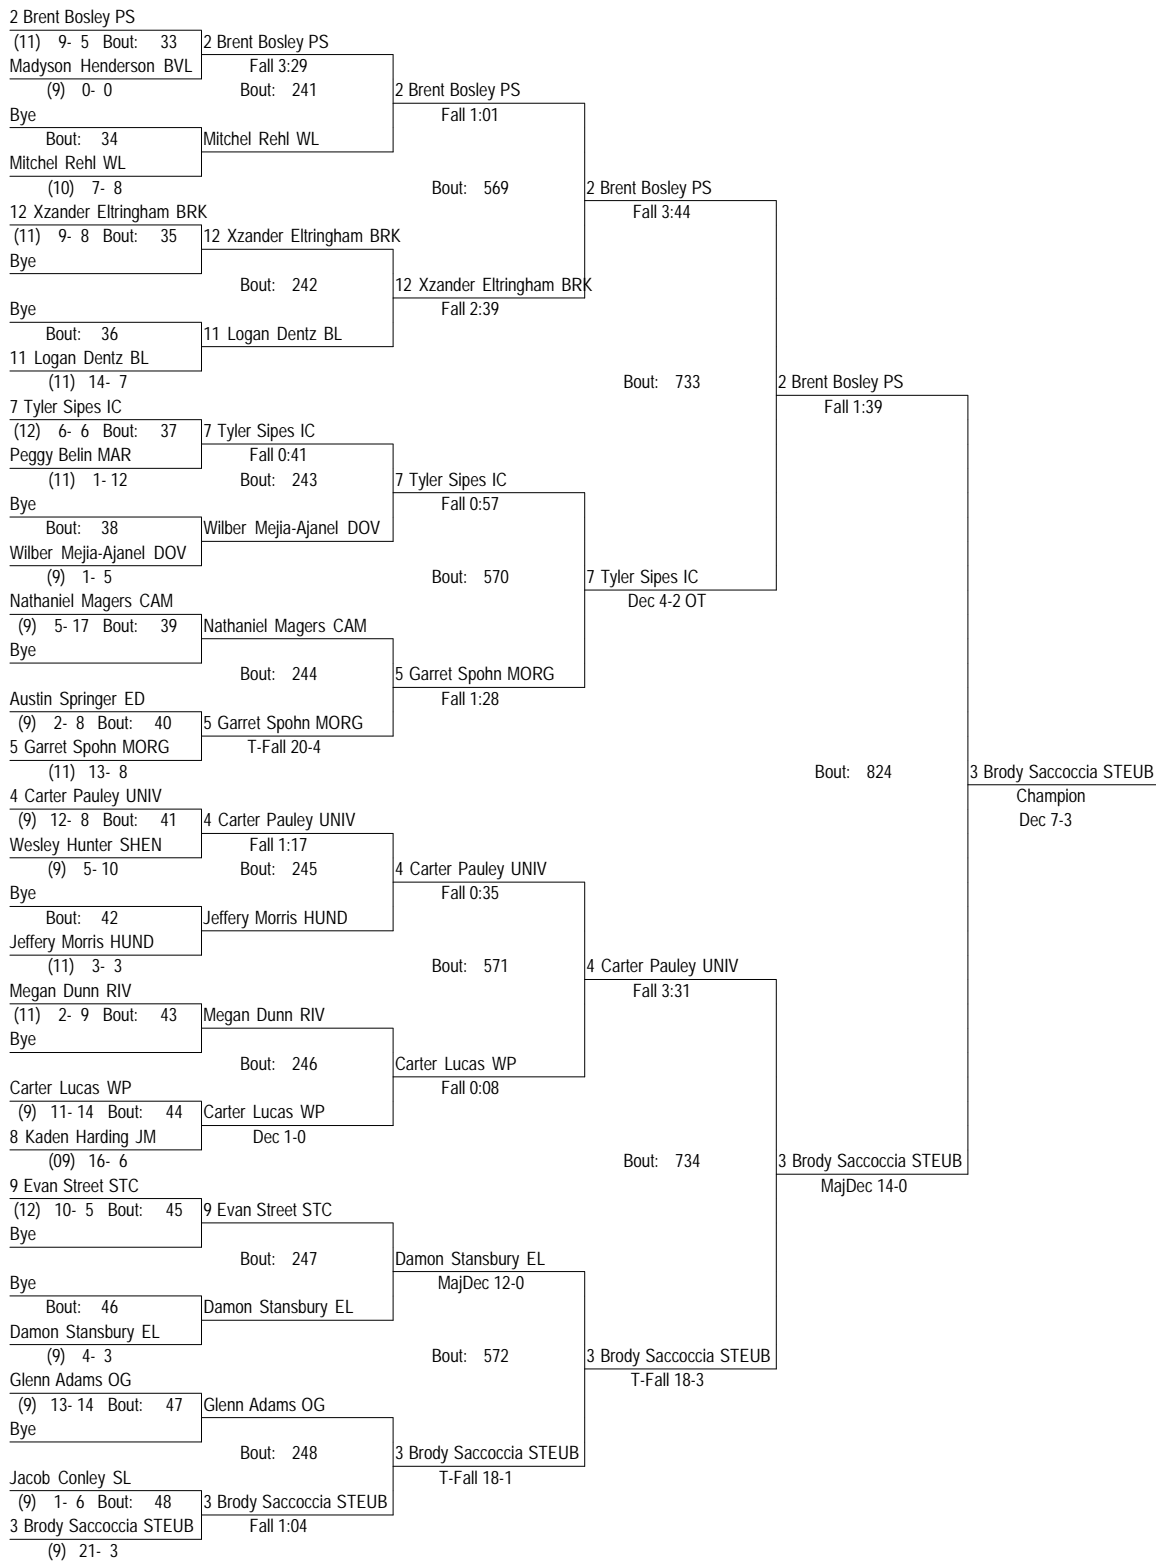 2 Brent Bosley PS
(11) 9- 5 Bout: 33
Madyson Henderson BVL
(9) 0- 0
Bye
Bout: 34
Mitchel Rehl WL
(10) 7- 8
12 Xzander Eltringham BRK
(11) 9- 8 Bout: 35
Bye
Bye
Bout: 36
11 Logan Dentz BL
(11) 14- 7
7 Tyler Sipes IC
(12) 6- 6 Bout: 37
Peggy Belin MAR
(11) 1- 12
Bye
Bout: 38
Wilber Mejia-Ajanel DOV
(9) 1- 5
Nathaniel Magers CAM
(9) 5- 17 Bout: 39
Bye
Austin Springer ED
(9) 2- 8 Bout: 40
5 Garret Spohn MORG
(11) 13- 8
4 Carter Pauley UNIV
(9) 12- 8 Bout: 41
Wesley Hunter SHEN
(9) 5- 10
Bye
Bout: 42
Jeffery Morris HUND
(11) 3- 3
Megan Dunn RIV
(11) 2- 9 Bout: 43
Bye
Carter Lucas WP
(9) 11- 14 Bout: 44
8 Kaden Harding JM
(09) 16- 6
9 Evan Street STC
(12) 10- 5 Bout: 45
Bye
Bye
Bout: 46
Damon Stansbury EL
(9) 4- 3
Glenn Adams OG
(9) 13- 14 Bout: 47
Bye
Jacob Conley SL
(9) 1- 6 Bout: 48
3 Brody Saccoccia STEUB
(9) 21- 3
2 Brent Bosley PS
Fall 3:29
Bout: 241
Mitchel Rehl WL
12 Xzander Eltringham BRK
Bout: 242
11 Logan Dentz BL
7 Tyler Sipes IC
Fall 0:41
Bout: 243
Wilber Mejia-Ajanel DOV
Nathaniel Magers CAM
Bout: 244
5 Garret Spohn MORG
T-Fall 20-4
4 Carter Pauley UNIV
Fall 1:17
Bout: 245
Jeffery Morris HUND
Megan Dunn RIV
Bout: 246
Carter Lucas WP
Dec 1-0
9 Evan Street STC
Bout: 247
Damon Stansbury EL
Glenn Adams OG
Bout: 248
3 Brody Saccoccia STEUB
Fall 1:04
2 Brent Bosley PS
Fall 1:01
Bout: 569
12 Xzander Eltringham BRK
Fall 2:39
7 Tyler Sipes IC
Fall 0:57
Bout: 570
5 Garret Spohn MORG
Fall 1:28
4 Carter Pauley UNIV
Fall 0:35
Bout: 571
Carter Lucas WP
Fall 0:08
Damon Stansbury EL
MajDec 12-0
Bout: 572
3 Brody Saccoccia STEUB
T-Fall 18-1
2 Brent Bosley PS
Fall 3:44
Bout: 733
7 Tyler Sipes IC
Dec 4-2 OT
4 Carter Pauley UNIV
Fall 3:31
Bout: 734
3 Brody Saccoccia STEUB
T-Fall 18-3
2 Brent Bosley PS
Fall 1:39
Bout: 824
3 Brody Saccoccia STEUB
MajDec 14-0
3 Brody Saccoccia STEUB
Champion
Dec 7-3